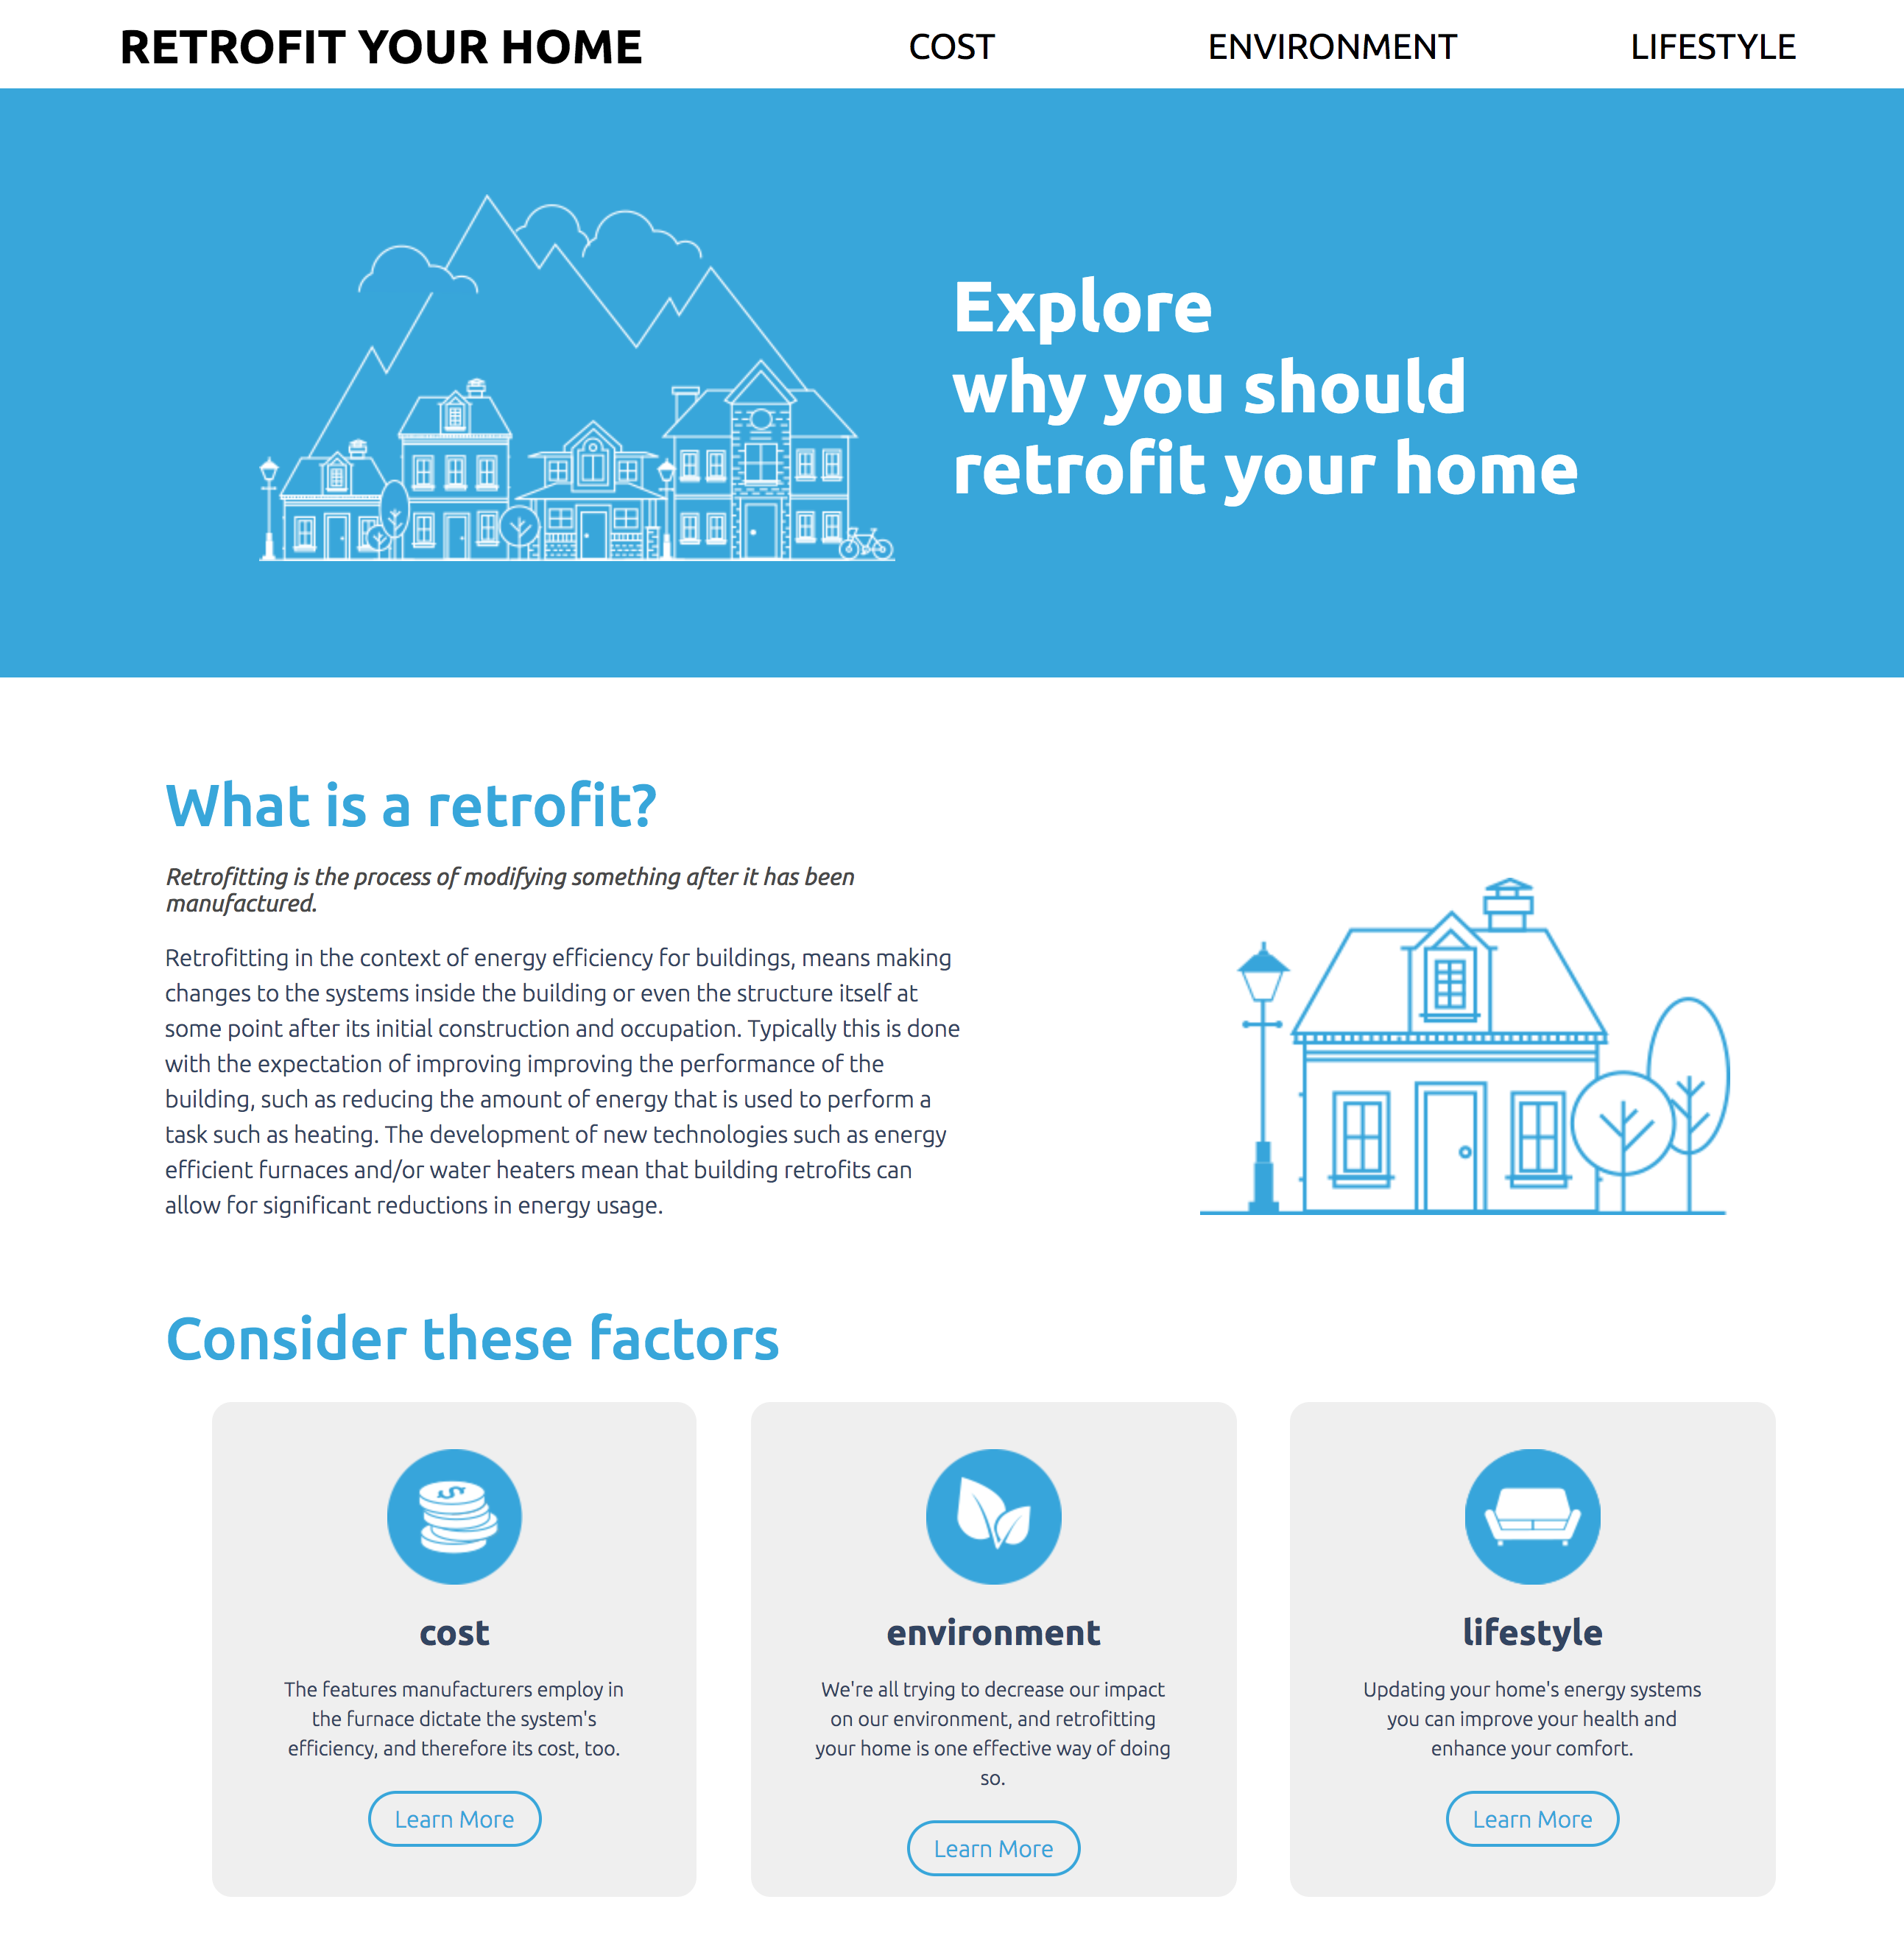 RETROFIT YOUR HOME COST ENVIRONMENT LIFESTYLE
Explore
why you should
retrofit your home
What is a retrofit?
Retrofitting is the process of modifying something after it has been
manufactured.
Retrofitting in the context of energy efficiency for buildings, means making
changes to the systems inside the building or even the structure itself at
some point after its initial construction and occupation. Typically this is done
with the expectation of improving improving the performance of the
building, such as reducing the amount of energy that is used to perform a
task such as heating. The development of new technologies such as energy
efficient furnaces and/or water heaters mean that building retrofits can
allow for significant reductions in energy usage.
Consider these factors
$
cost
The features manufacturers employ in
the furnace dictate the system's
efficiency, and therefore its cost, too.
Learn More
environment
We're all trying to decrease our impact
on our environment, and retrofitting
your home is one effective way of doing
so.
Learn More
lifestyle
Updating your home's energy systems
you can improve your health and
enhance your comfort.
Learn More